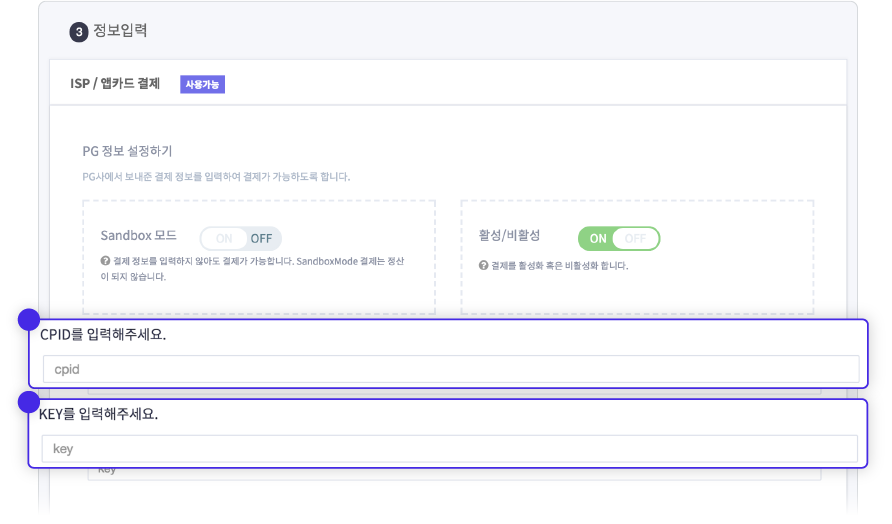 3 정보입력
ISP / 앱카드 결제 사용가능
PG 정보 설정하기
PG사에서 보내준 결제 정보를 입력하여 결제가 가능하도록 합니다.
Sandbox 모드 ON OFF
? 결제 정보를 입력하지 않아도 결제가 가능합니다. SandboxMode 결제는 정산
이 되지 않습니다.
활성/비활성 ON OFF
? 결제를 활성화 혹은 비활성화 합니다.
CPID를 입력해주세요.
cpid
KEY를 입력해주세요.
key
key